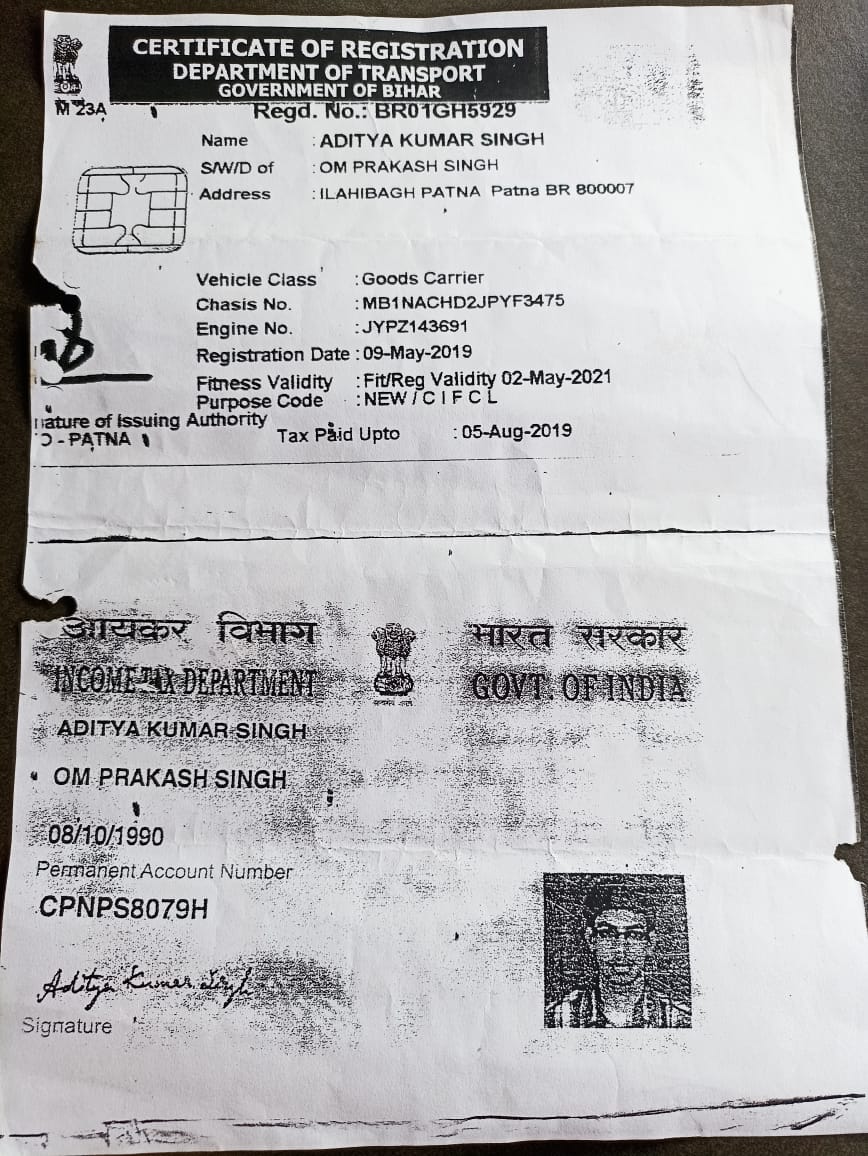 CERTIFICATE OF REGISTRATION
DEPARTMENT OF TRANSPORT
GOVERNMENT OF BIHAR
M 23A
Regd. No.: BR01GH5929
Name : ADITYA KUMAR SINGH
S/W/D of : OM PRAKASH SINGH
Address : ILAHIBAGH PATNA Patna BR 800007
Vehicle Class : Goods Carrier
Chasis No. : MB1NACHD2JPYF3475
Engine No. : JYPZ143691
Registration Date : 09-May-2019
Fitness Validity : Fit/Reg Validity 02-May-2021
Purpose Code : NEW / C I F C L
nature of Issuing Authority
O - PATNA
Tax Paid Upto : 05-Aug-2019
आयकर विभाग भारत सरकार
INCOME TAX DEPARTMENT GOVT. OF INDIA
ADITYA KUMAR SINGH
OM PRAKASH SINGH
08/10/1990
Permanent Account Number
CPNPS8079H
Aditya Kumar Singh
Signature